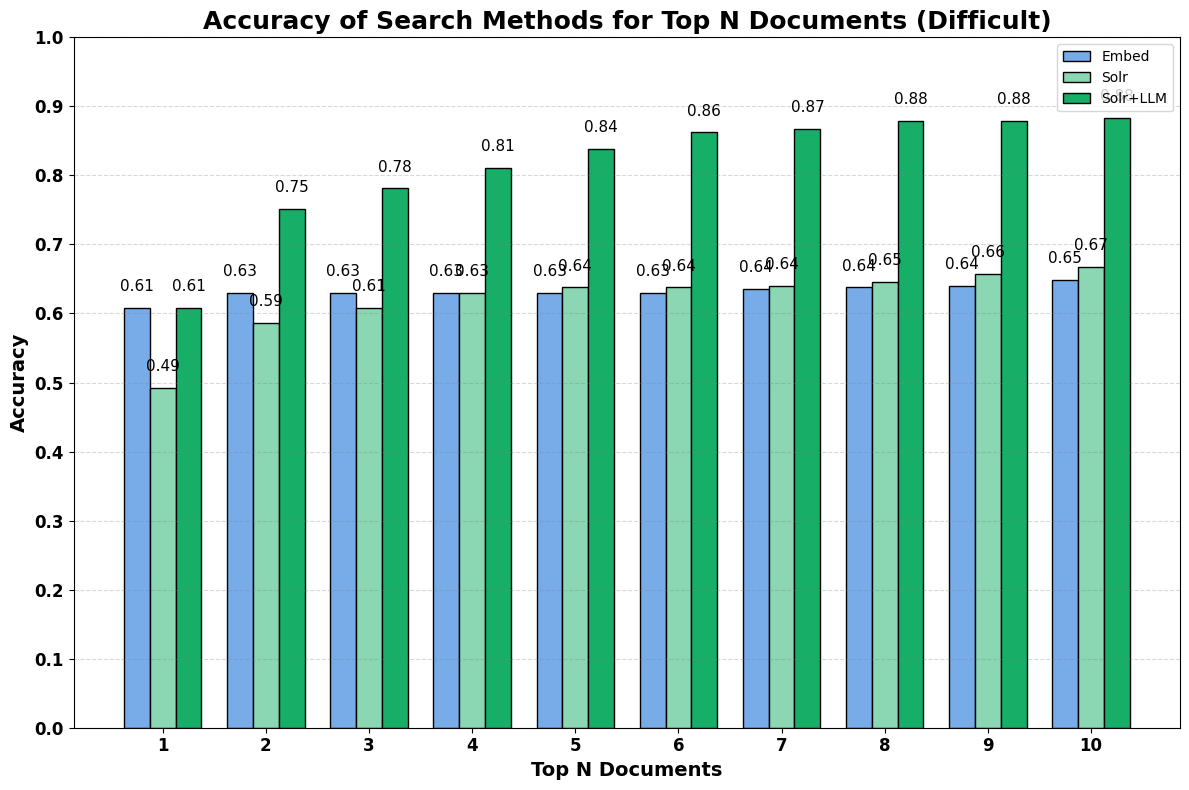 Accuracy of Search Methods for Top N Documents (Difficult)
Embed
Solr
Solr+LLM
Accuracy
1.0
0.9
0.8
0.7
0.6
0.5
0.4
0.3
0.2
0.1
0.0
0.61 0.49 0.61
0.63 0.59 0.75
0.63 0.61 0.78
0.63 0.63 0.81
0.63 0.64 0.84
0.63 0.64 0.86
0.64 0.64 0.87
0.64 0.65 0.88
0.64 0.66 0.88
0.65 0.67
1 2 3 4 5 6 7 8 9 10
Top N Documents